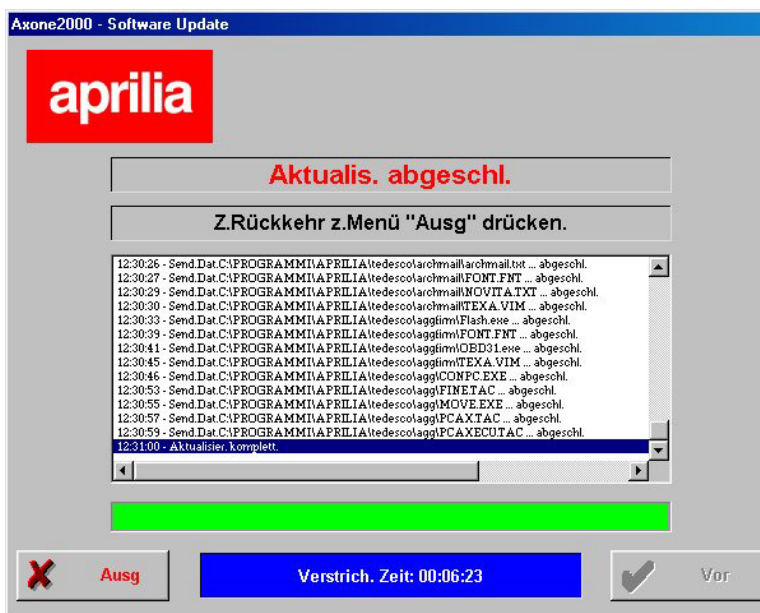 Axone2000 - Software Update
aprilia
Aktualis. abgeschl.
Z.Rückkehr z.Menü "Ausg" drücken.
12:30:26 - Send.Dat.C:\PROGRAMMI\APRILIA\tedesco\archmail\archmail.txt ... abgeschl.
12:30:27 - Send.Dat.C:\PROGRAMMI\APRILIA\tedesco\archmail\FONT.FNT ... abgeschl.
12:30:29 - Send.Dat.C:\PROGRAMMI\APRILIA\tedesco\archmail\NOVITA.TXT ... abgeschl.
12:30:30 - Send.Dat.C:\PROGRAMMI\APRILIA\tedesco\archmail\TEXA.VIM ... abgeschl.
12:30:33 - Send.Dat.C:\PROGRAMMI\APRILIA\tedesco\aggfirm\Flash.exe ... abgeschl.
12:30:39 - Send.Dat.C:\PROGRAMMI\APRILIA\tedesco\aggfirm\FONT.FNT ... abgeschl.
12:30:41 - Send.Dat.C:\PROGRAMMI\APRILIA\tedesco\aggfirm\OBD31.exe ... abgeschl.
12:30:45 - Send.Dat.C:\PROGRAMMI\APRILIA\tedesco\aggfirm\TEXA.VIM ... abgeschl.
12:30:46 - Send.Dat.C:\PROGRAMMI\APRILIA\tedesco\agg\CONPC.EXE ... abgeschl.
12:30:53 - Send.Dat.C:\PROGRAMMI\APRILIA\tedesco\agg\FINE.TAC ... abgeschl.
12:30:55 - Send.Dat.C:\PROGRAMMI\APRILIA\tedesco\agg\MOVE.EXE ... abgeschl.
12:30:57 - Send.Dat.C:\PROGRAMMI\APRILIA\tedesco\agg\PCAX.TAC ... abgeschl.
12:30:59 - Send.Dat.C:\PROGRAMMI\APRILIA\tedesco\agg\PCAXECU.TAC ... abgeschl.
12:31:00 - Aktualisier. komplett.
Ausg
Verstrich. Zeit: 00:06:23
Vor